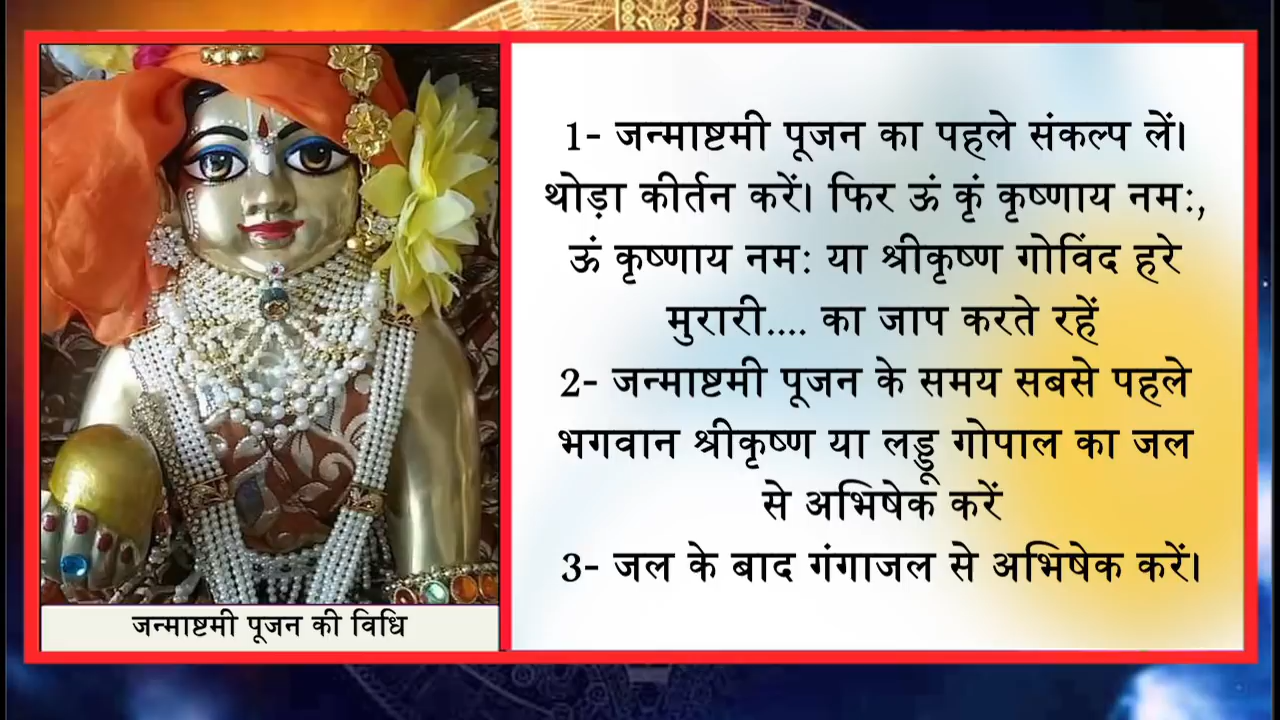 1- जन्माष्टमी पूजन का पहले संकल्प लें।
थोड़ा कीर्तन करें। फिर ऊं कृं कृष्णाय नम:,
ऊं कृष्णाय नम: या श्रीकृष्ण गोविंद हरे
मुरारी.... का जाप करते रहें
2- जन्माष्टमी पूजन के समय सबसे पहले
भगवान श्रीकृष्ण या लड्डू गोपाल का जल
से अभिषेक करें
3- जल के बाद गंगाजल से अभिषेक करें।
जन्माष्टमी पूजन की विधि